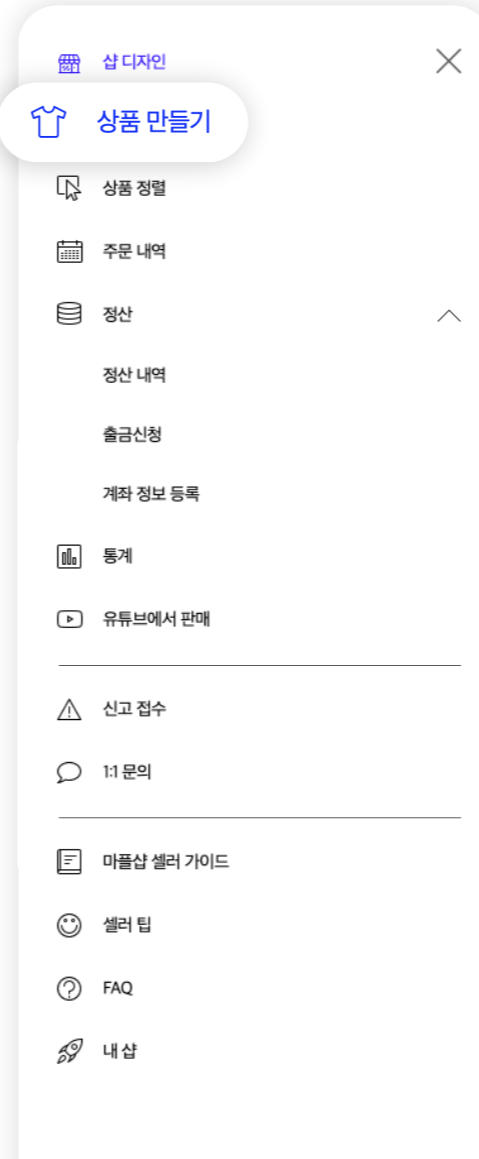 샵 디자인
상품 만들기
상품 정렬
주문 내역
정산
정산 내역
출금신청
계좌 정보 등록
통계
유튜브에서 판매
신고 접수
1:1 문의
마플샵 셀러 가이드
셀러 팁
FAQ
내 샵